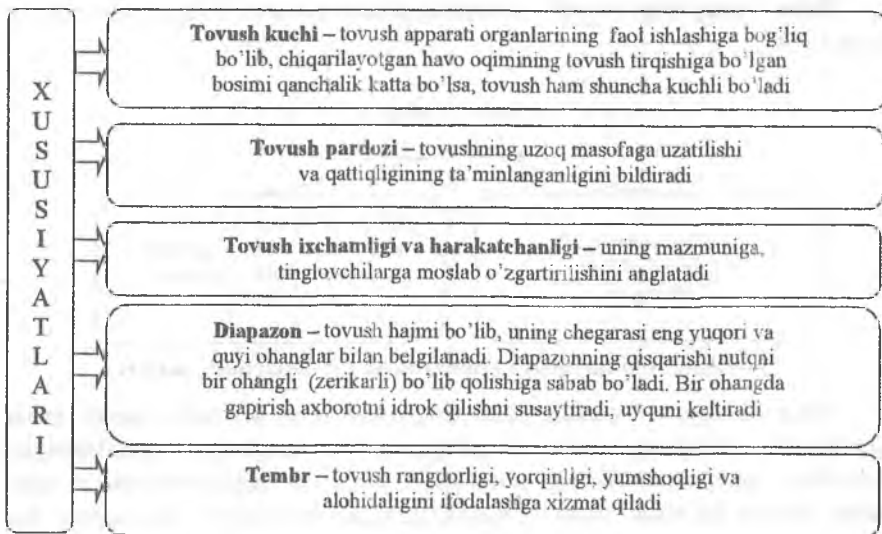 XUSUSIYATLARI
Tovush kuchi – tovush apparati organlarining faol ishlashiga bog'liq
bo'lib, chiqarilayotgan havo oqimining tovush tirqishiga bo'lgan
bosimi qanchalik katta bo'lsa, tovush ham shuncha kuchli bo'ladi
Tovush pardozi – tovushning uzoq masofaga uzatilishi
va qattiqligining ta'minlanganligini bildiradi
Tovush ixchamligi va harakatchanligi – uning mazmuniga,
tinglovchilarga moslab o'zgartirilishini anglatadi
Diapazon – tovush hajmi bo'lib, uning chegarasi eng yuqori va
quyi ohanglar bilan belgilanadi. Diapazonning qisqarishi nutqni
bir ohangli (zerikarli) bo'lib qolishiga sabab bo'ladi. Bir ohangda
gapirish axborotni idrok qilishni susaytiradi, uyquni keltiradi
Tembr – tovush rangdorligi, yorqinligi, yumshoqligi va
alohidaligini ifodalashga xizmat qiladi